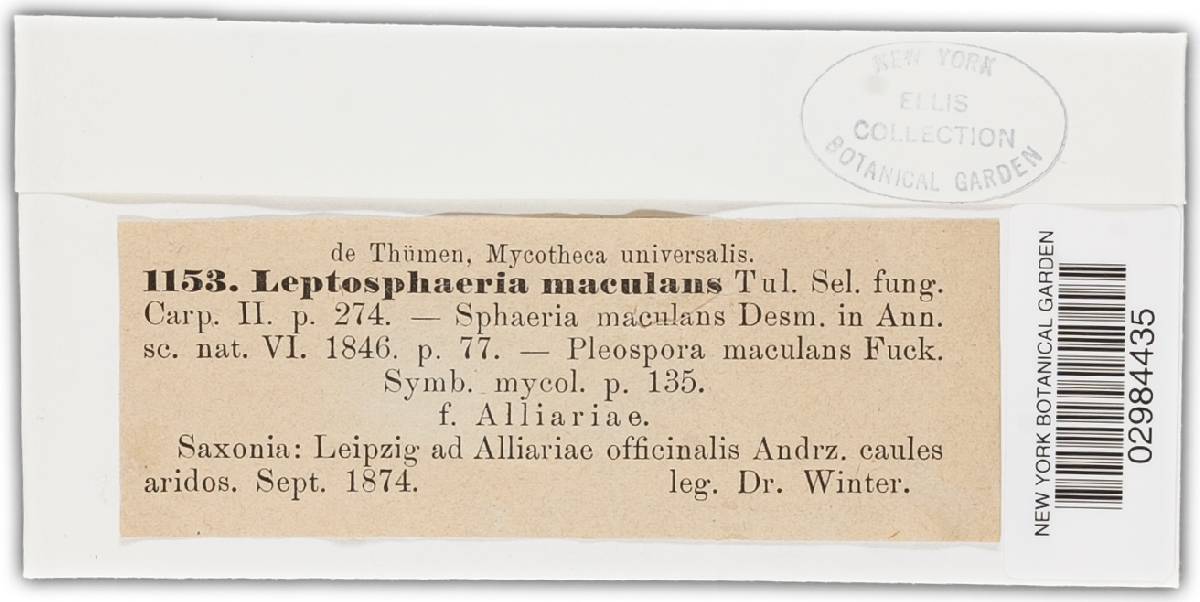 NEW YORK
ELLIS
COLLECTION
BOTANICAL GARDEN
de Thümen, Mycotheca universalis.
1153. Leptosphaeria maculans Tul. Sel. fung.
Carp. II. p. 274. — Sphaeria maculans Desm. in Ann.
sc. nat. VI. 1846. p. 77. — Pleospora maculans Fuck.
Symb. mycol. p. 135.
f. Alliariae.
Saxonia: Leipzig ad Alliariae officinalis Andrz. caules
aridos. Sept. 1874. leg. Dr. Winter.
NEW YORK BOTANICAL GARDEN
02984435